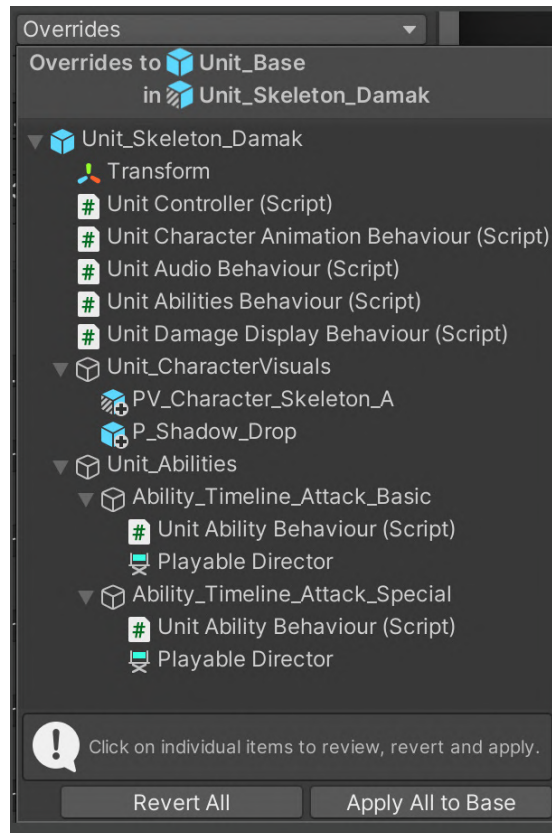 Overrides
Overrides to Unit_Base
in Unit_Skeleton_Damak
Unit_Skeleton_Damak
Transform
# Unit Controller (Script)
# Unit Character Animation Behaviour (Script)
# Unit Audio Behaviour (Script)
# Unit Abilities Behaviour (Script)
# Unit Damage Display Behaviour (Script)
Unit_CharacterVisuals
PV_Character_Skeleton_A
P_Shadow_Drop
Unit_Abilities
Ability_Timeline_Attack_Basic
# Unit Ability Behaviour (Script)
Playable Director
Ability_Timeline_Attack_Special
# Unit Ability Behaviour (Script)
Playable Director
! Click on individual items to review, revert and apply.
Revert All Apply All to Base